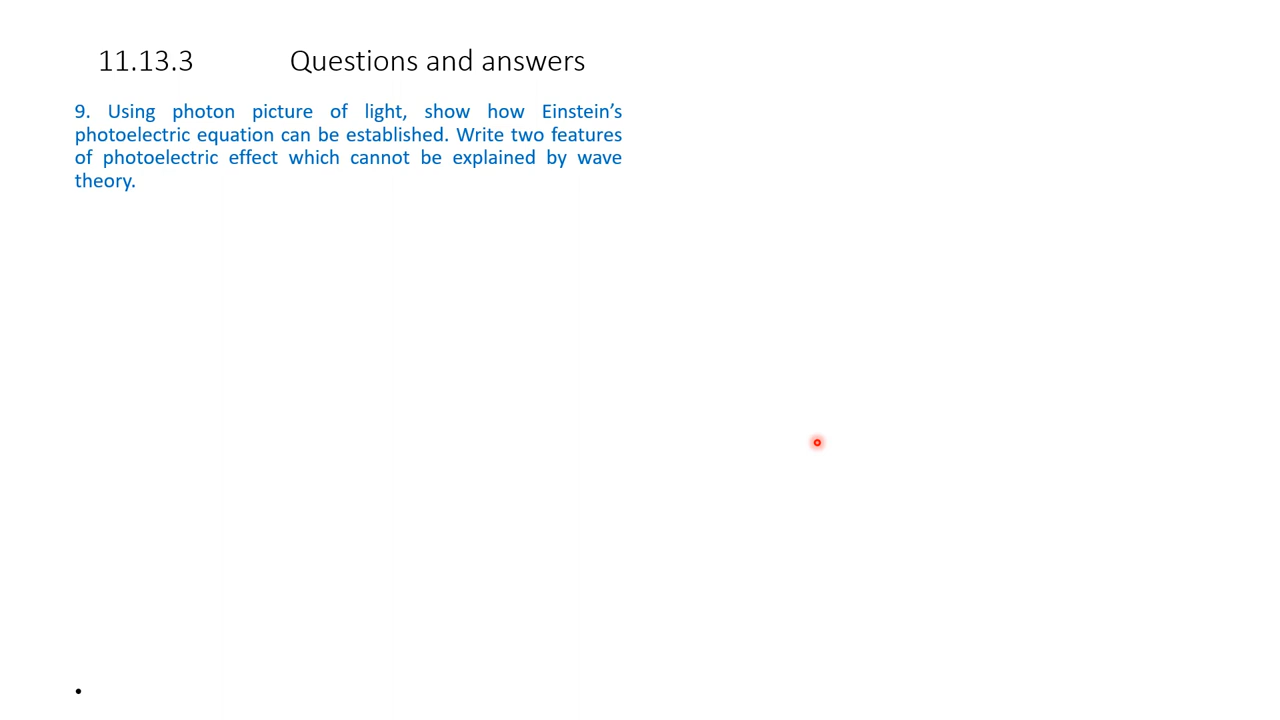 11.13.3 Questions and answers
9. Using photon picture of light, show how Einstein’s
photoelectric equation can be established. Write two features
of photoelectric effect which cannot be explained by wave
theory.
•